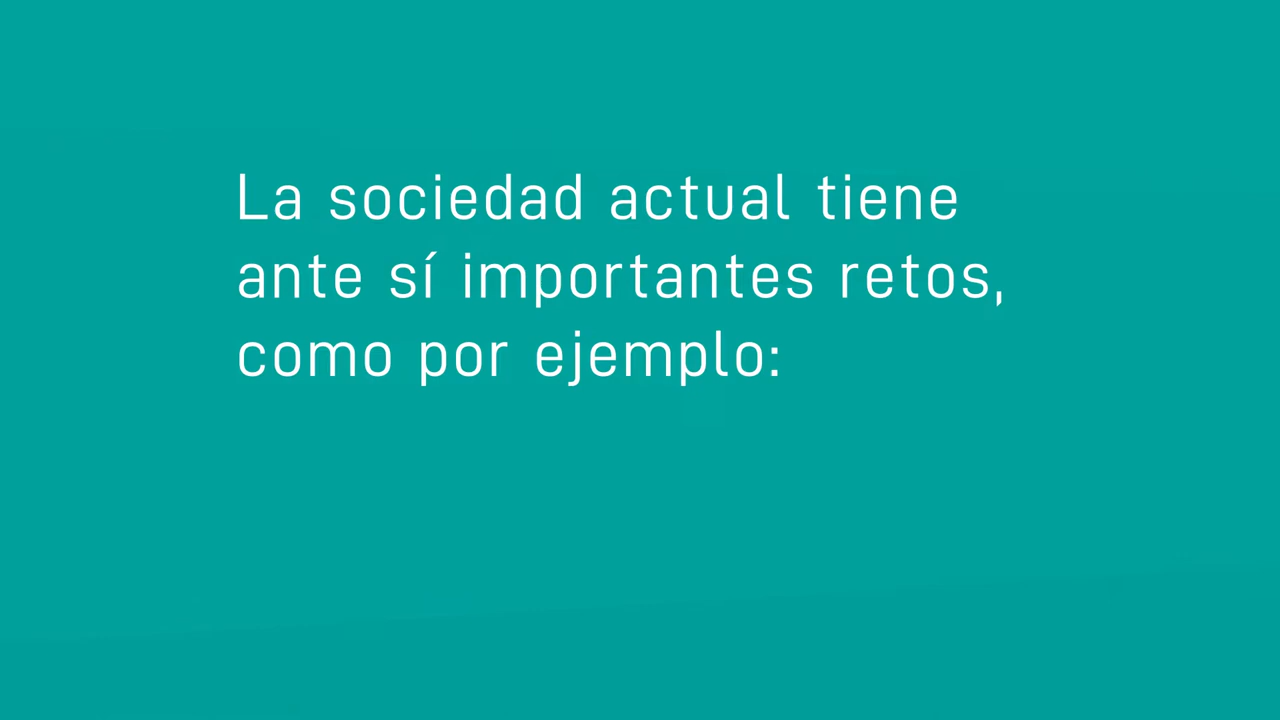 La sociedad actual tiene
ante sí importantes retos,
como por ejemplo: